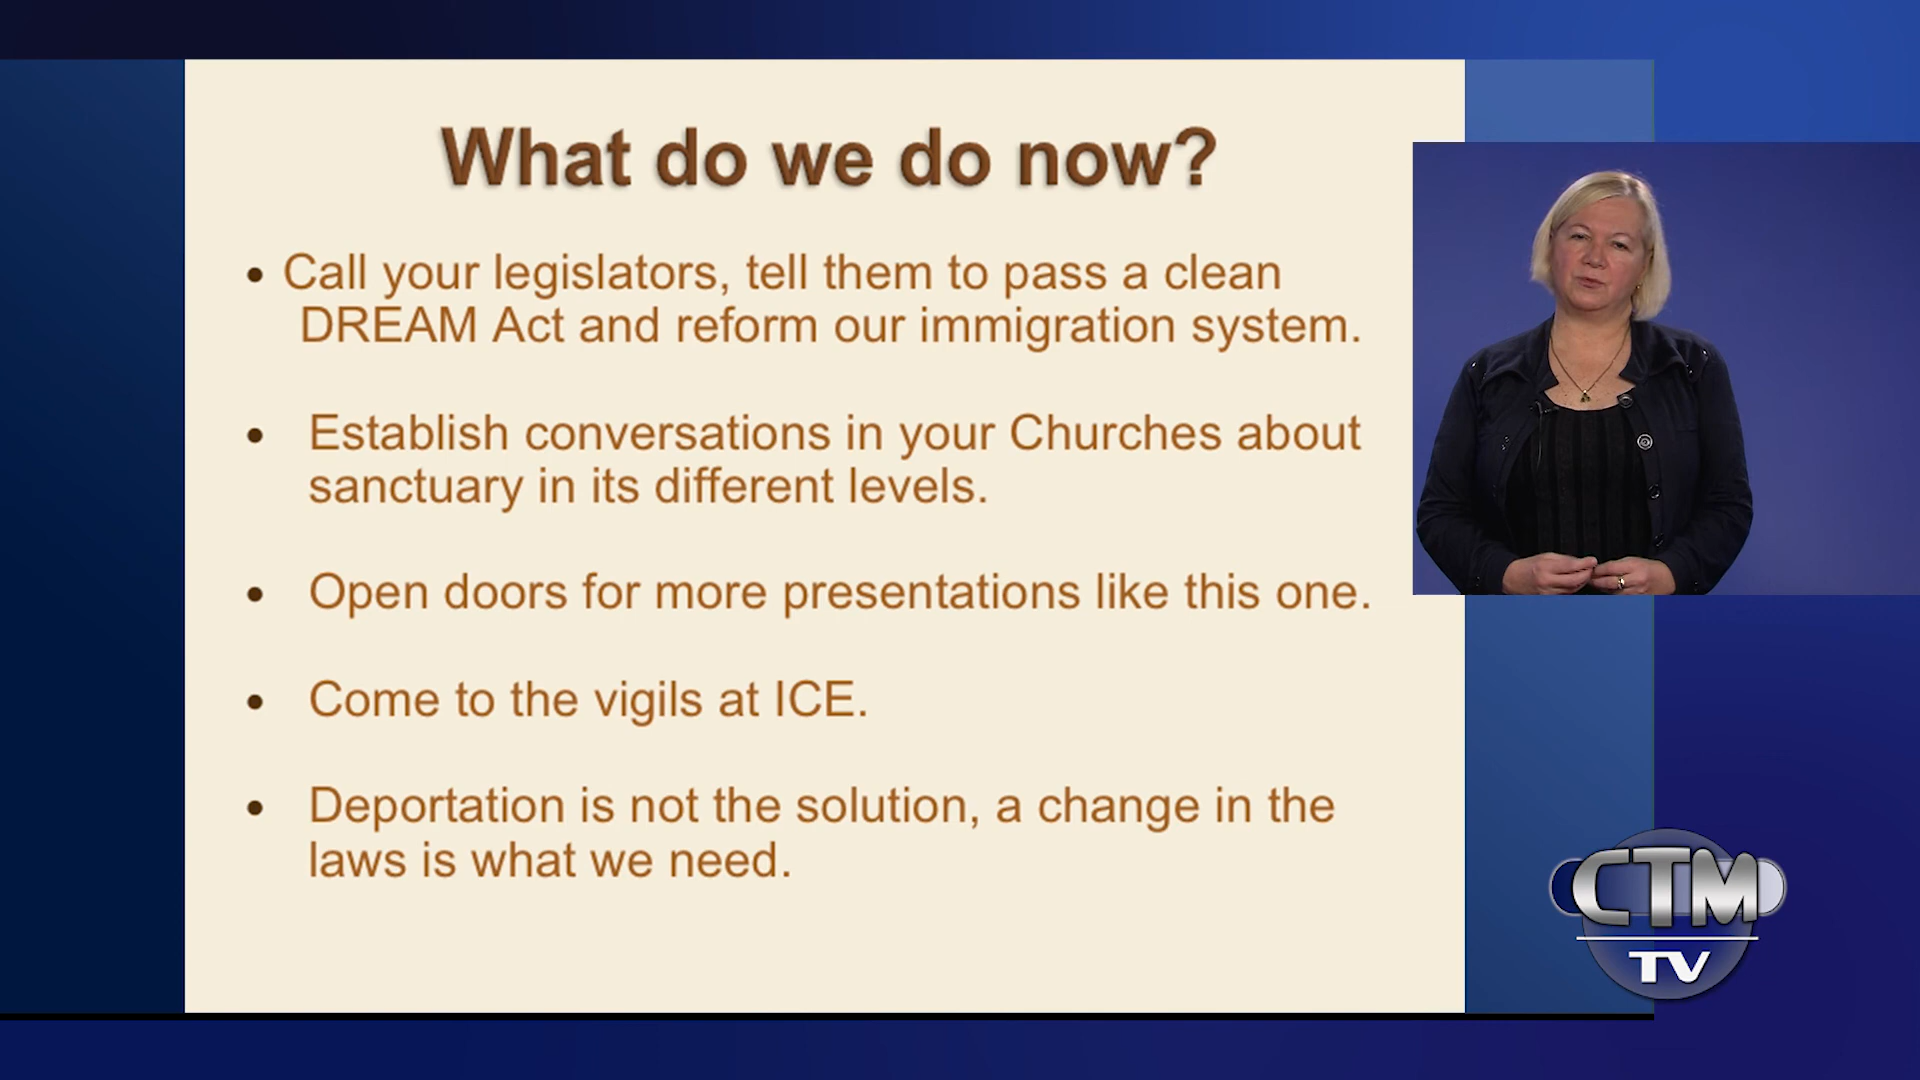 What do we do now?
• Call your legislators, tell them to pass a clean
DREAM Act and reform our immigration system.
• Establish conversations in your Churches about
sanctuary in its different levels.
• Open doors for more presentations like this one.
• Come to the vigils at ICE.
• Deportation is not the solution, a change in the
laws is what we need.
CTM
TV